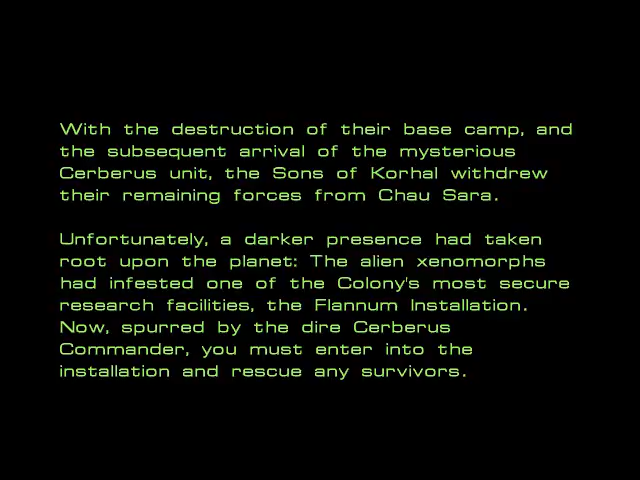 With the destruction of their base camp, and
the subsequent arrival of the mysterious
Cerberus unit, the Sons of Korhal withdrew
their remaining forces from Chau Sara.
Unfortunately, a darker presence had taken
root upon the planet: The alien xenomorphs
had infested one of the Colony's most secure
research facilities, the Flannum Installation.
Now, spurred by the dire Cerberus
Commander, you must enter into the
installation and rescue any survivors.